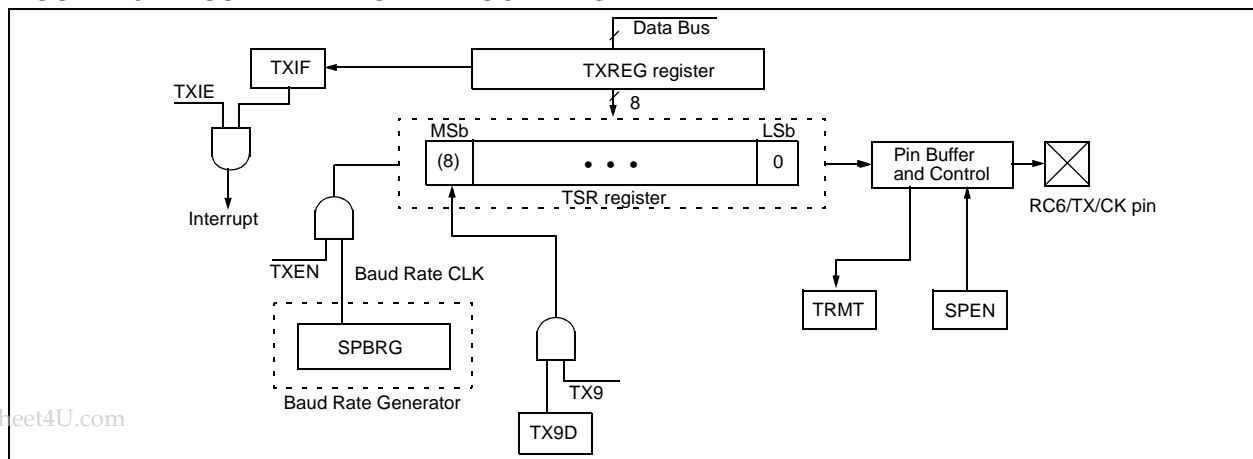 Data Bus
TXIF
TXREG register
TXIE
8
MSb
LSb
(8)
• • •
0
Pin Buffer
and Control
TSR register
Interrupt
RC6/TX/CK pin
TXEN
Baud Rate CLK
TRMT
SPEN
SPBRG
TX9
Baud Rate Generator
TX9D
heet4U.com